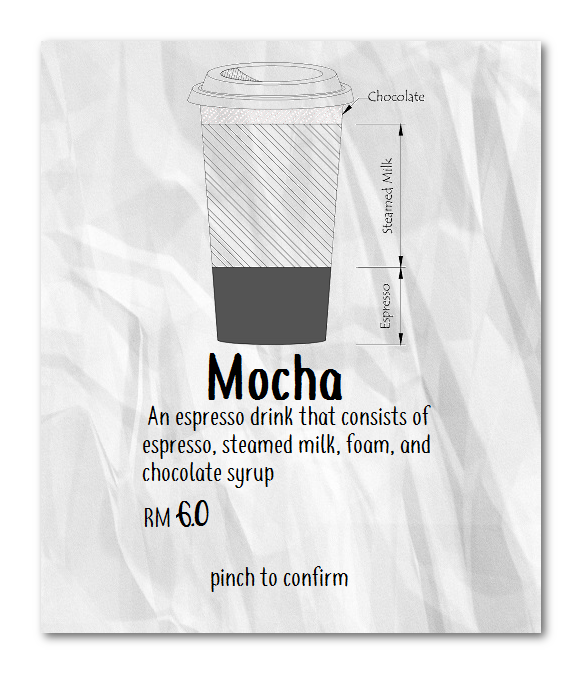 Chocolate
Steamed Milk
Espresso
Mocha
An espresso drink that consists of
espresso, steamed milk, foam, and
chocolate syrup
RM 6.0
pinch to confirm